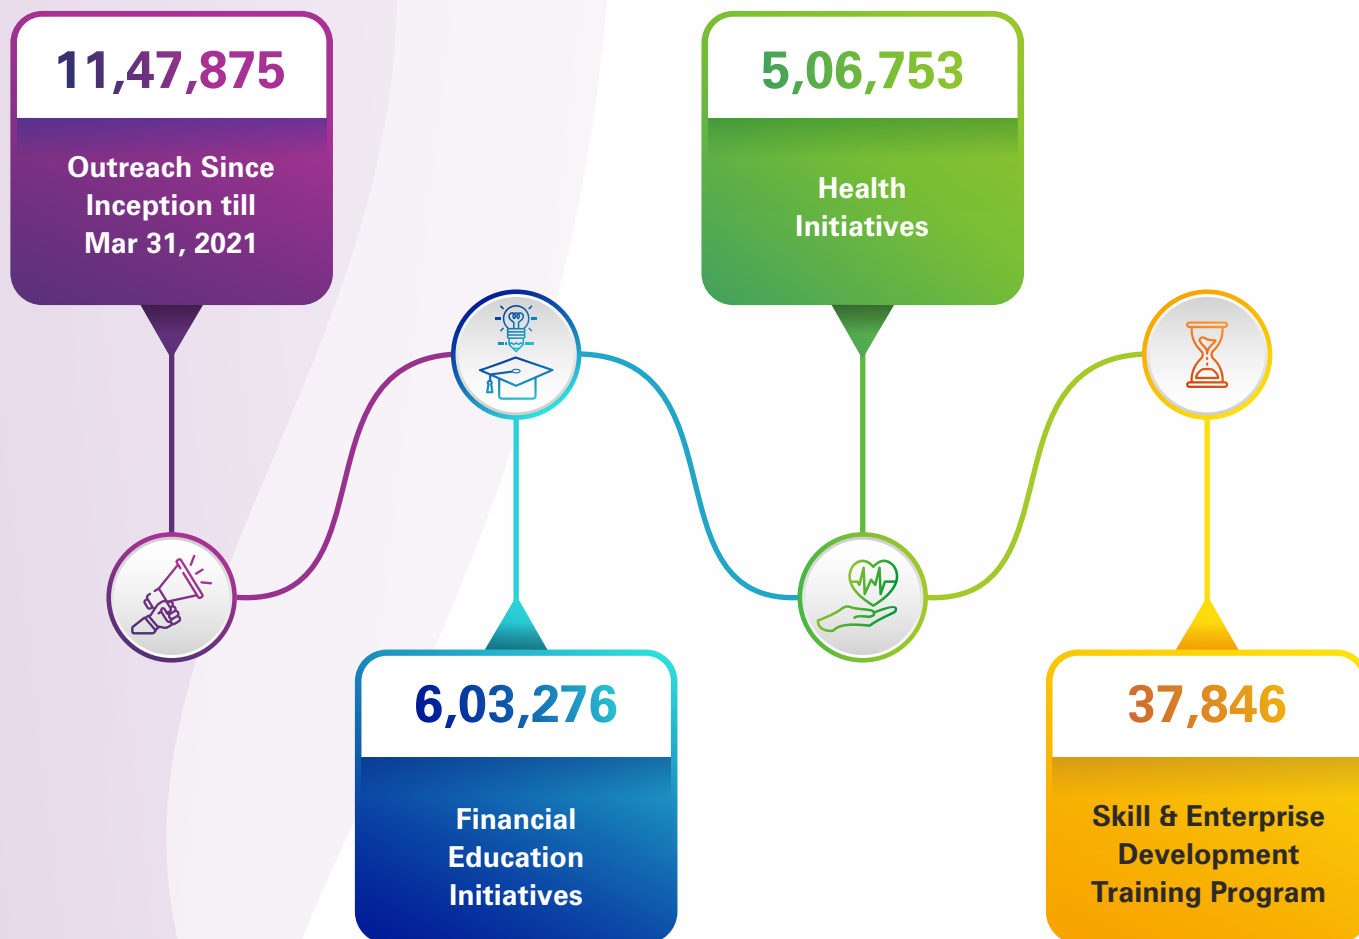 11,47,875
Outreach Since
Inception till
Mar 31, 2021
6,03,276
Financial
Education
Initiatives
5,06,753
Health
Initiatives
37,846
Skill & Enterprise
Development
Training Program